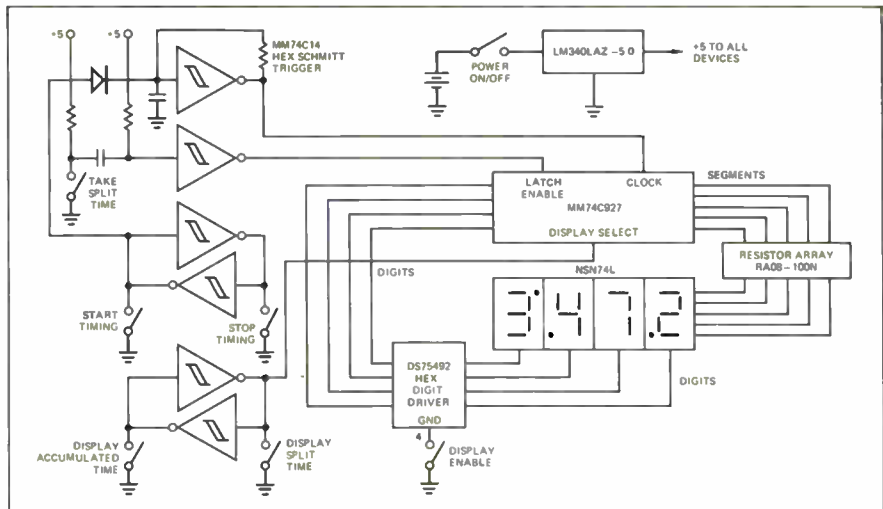 +5
+5
MM74C14
HEX SCHMITT
TRIGGER
POWER
ON/OFF
LM340LAZ-5.0
+5 TO ALL
DEVICES
TAKE
SPLIT
TIME
LATCH
ENABLE
CLOCK
MM74C927
DISPLAY SELECT
SEGMENTS
RESISTOR ARRAY
RA08-100N
DIGITS
NSN74L
3:.47.2
START
TIMING
STOP
TIMING
DS75492
HEX
DIGIT
DRIVER
GND
DIGITS
4
DISPLAY
ACCUMULATED
TIME
DISPLAY
SPLIT
TIME
DISPLAY
ENABLE